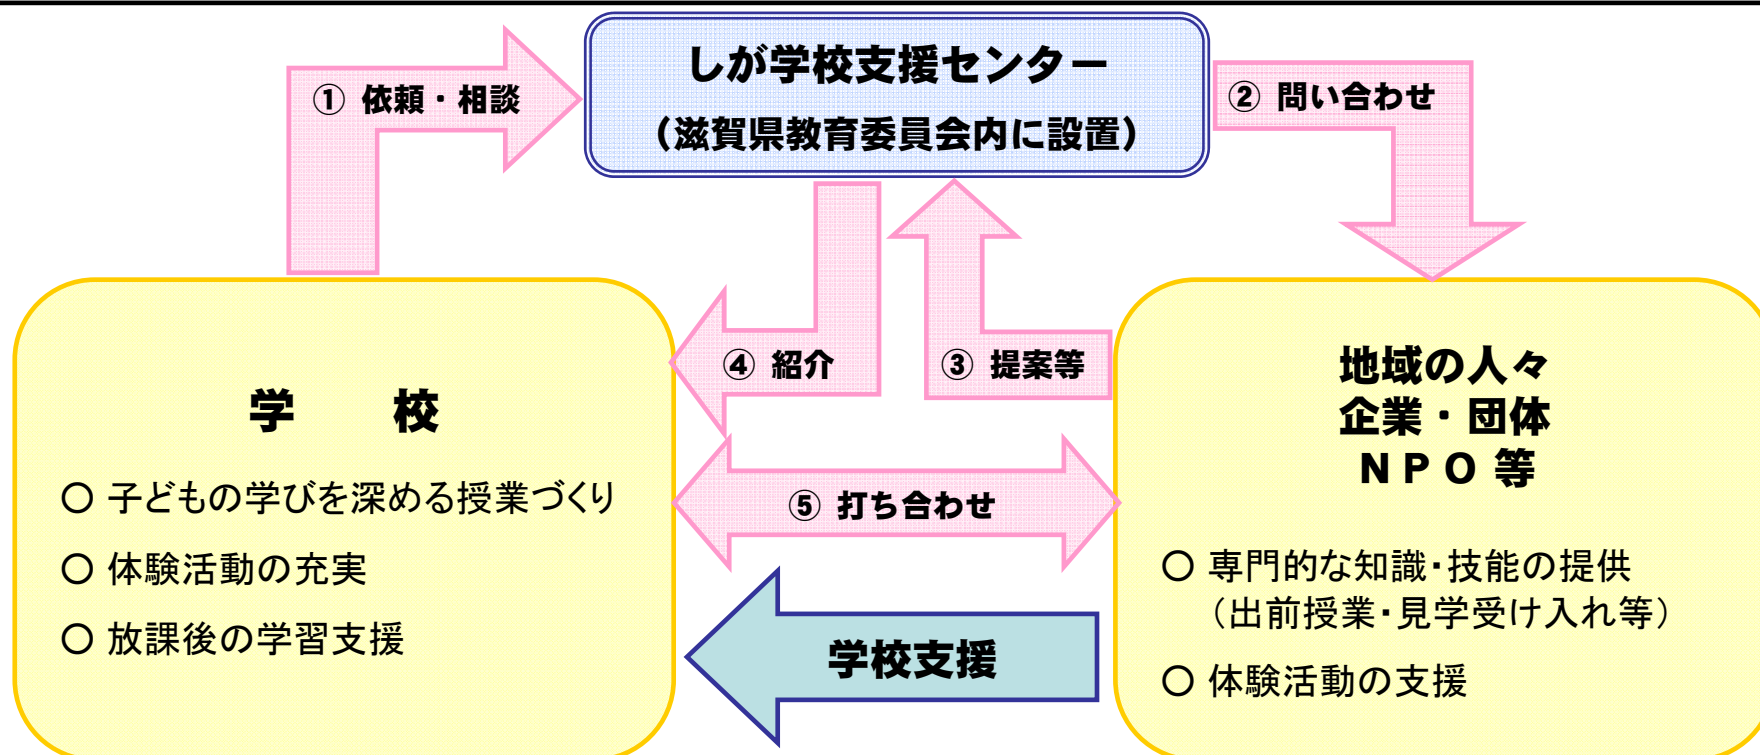 しが学校支援センター
（滋賀県教育委員会内に設置）
① 依頼・相談
② 問い合わせ
④ 紹介
③ 提案等
学　校
○ 子どもの学びを深める授業づくり
○ 体験活動の充実
○ 放課後の学習支援
⑤ 打ち合わせ
学校支援
地域の人々
企業・団体
ＮＰＯ 等
○ 専門的な知識・技能の提供
（出前授業・見学受け入れ等）
○ 体験活動の支援